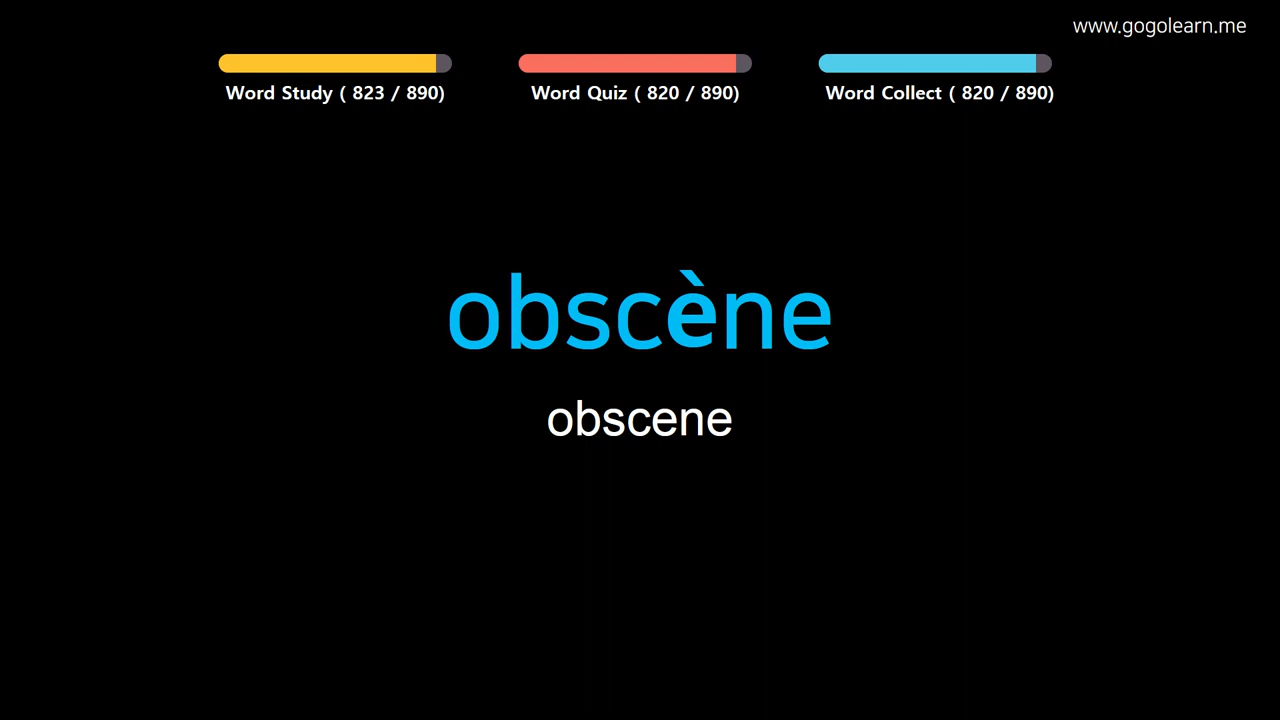 www.gogolearn.me
Word Study ( 823 / 890)
Word Quiz ( 820 / 890)
Word Collect ( 820 / 890)
obscène
obscene